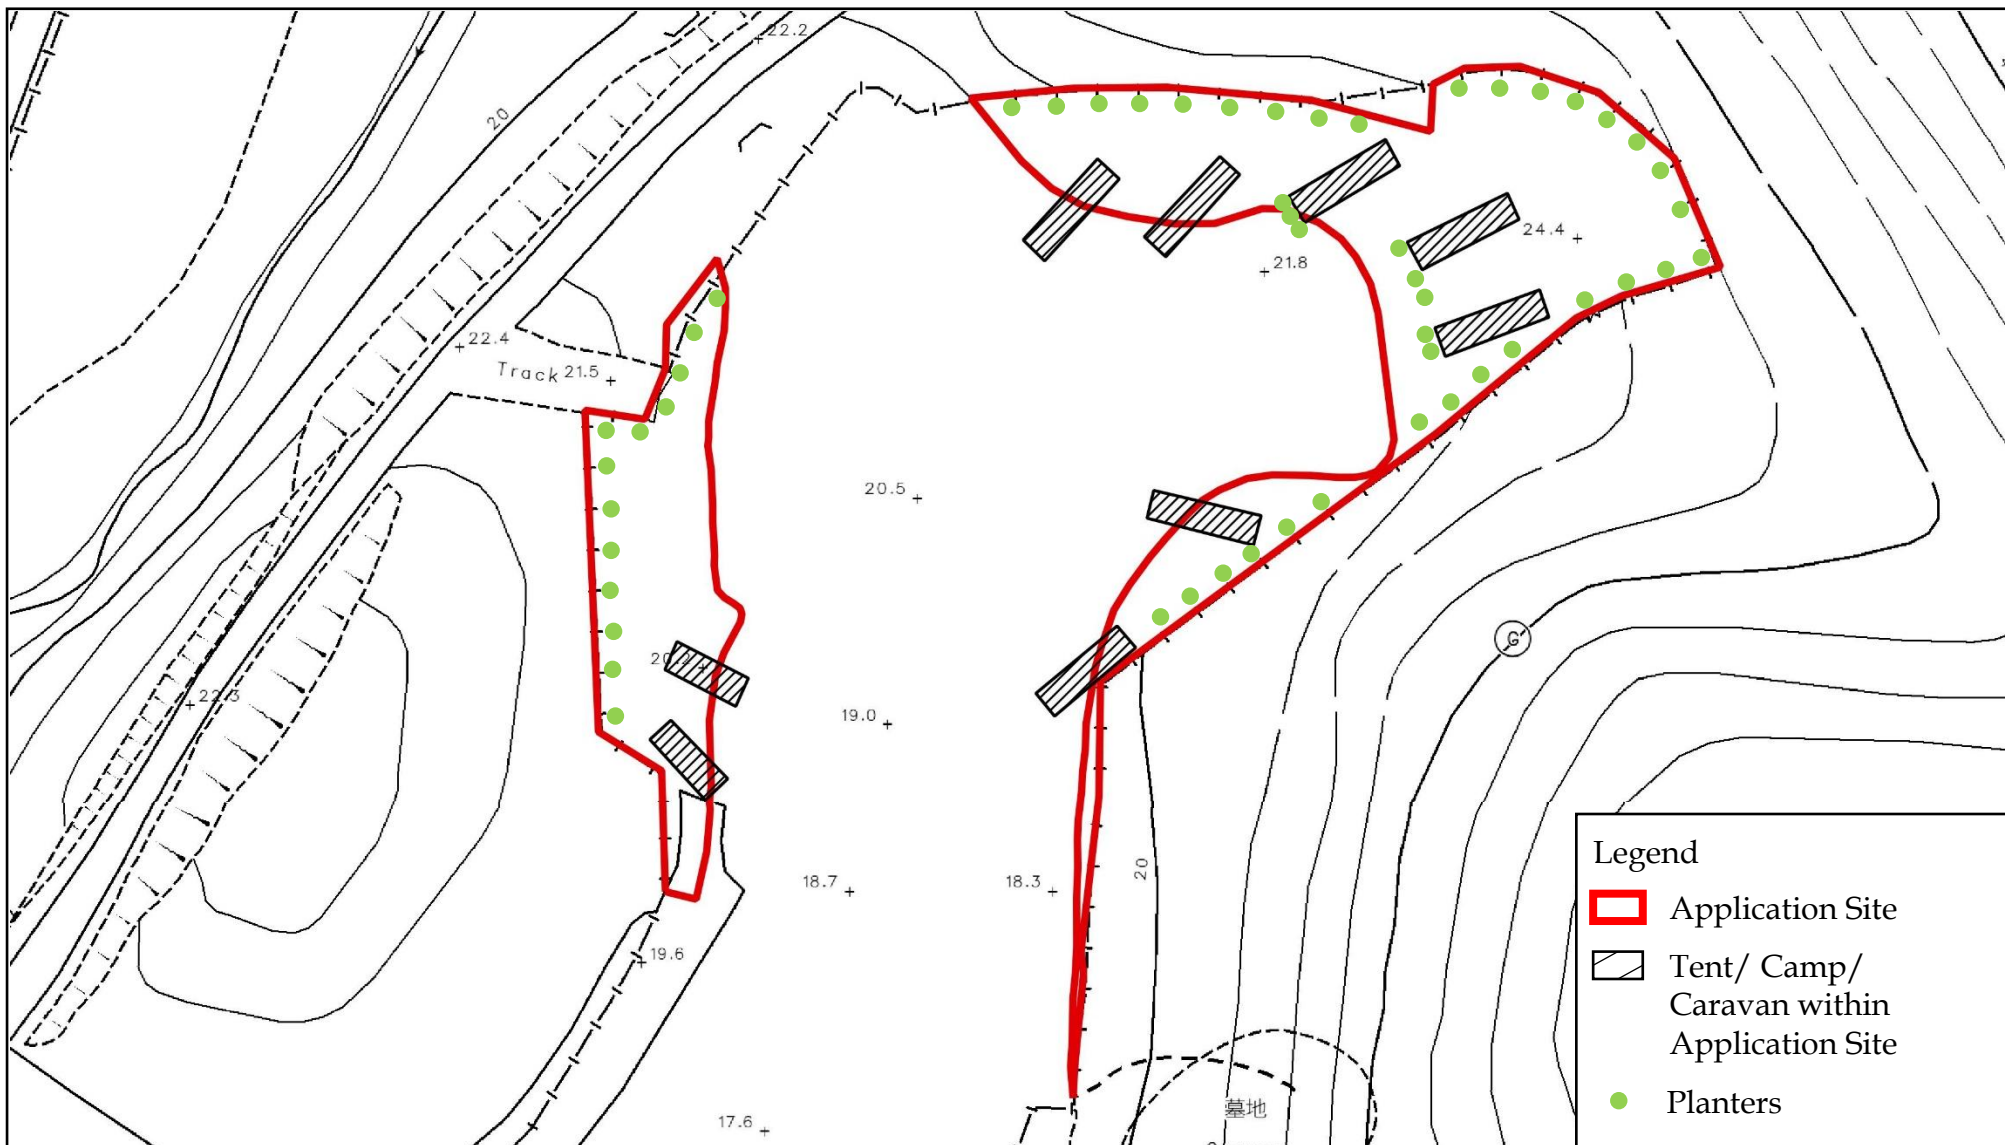 22.2
20
24.4
21.8
22.4
Track 21.5
20.5
20.2
22.3
19.0
G
18.7
18.3
20
19.6
17.6
墓地
Legend
Application Site
Tent/ Camp/
Caravan within
Application Site
Planters